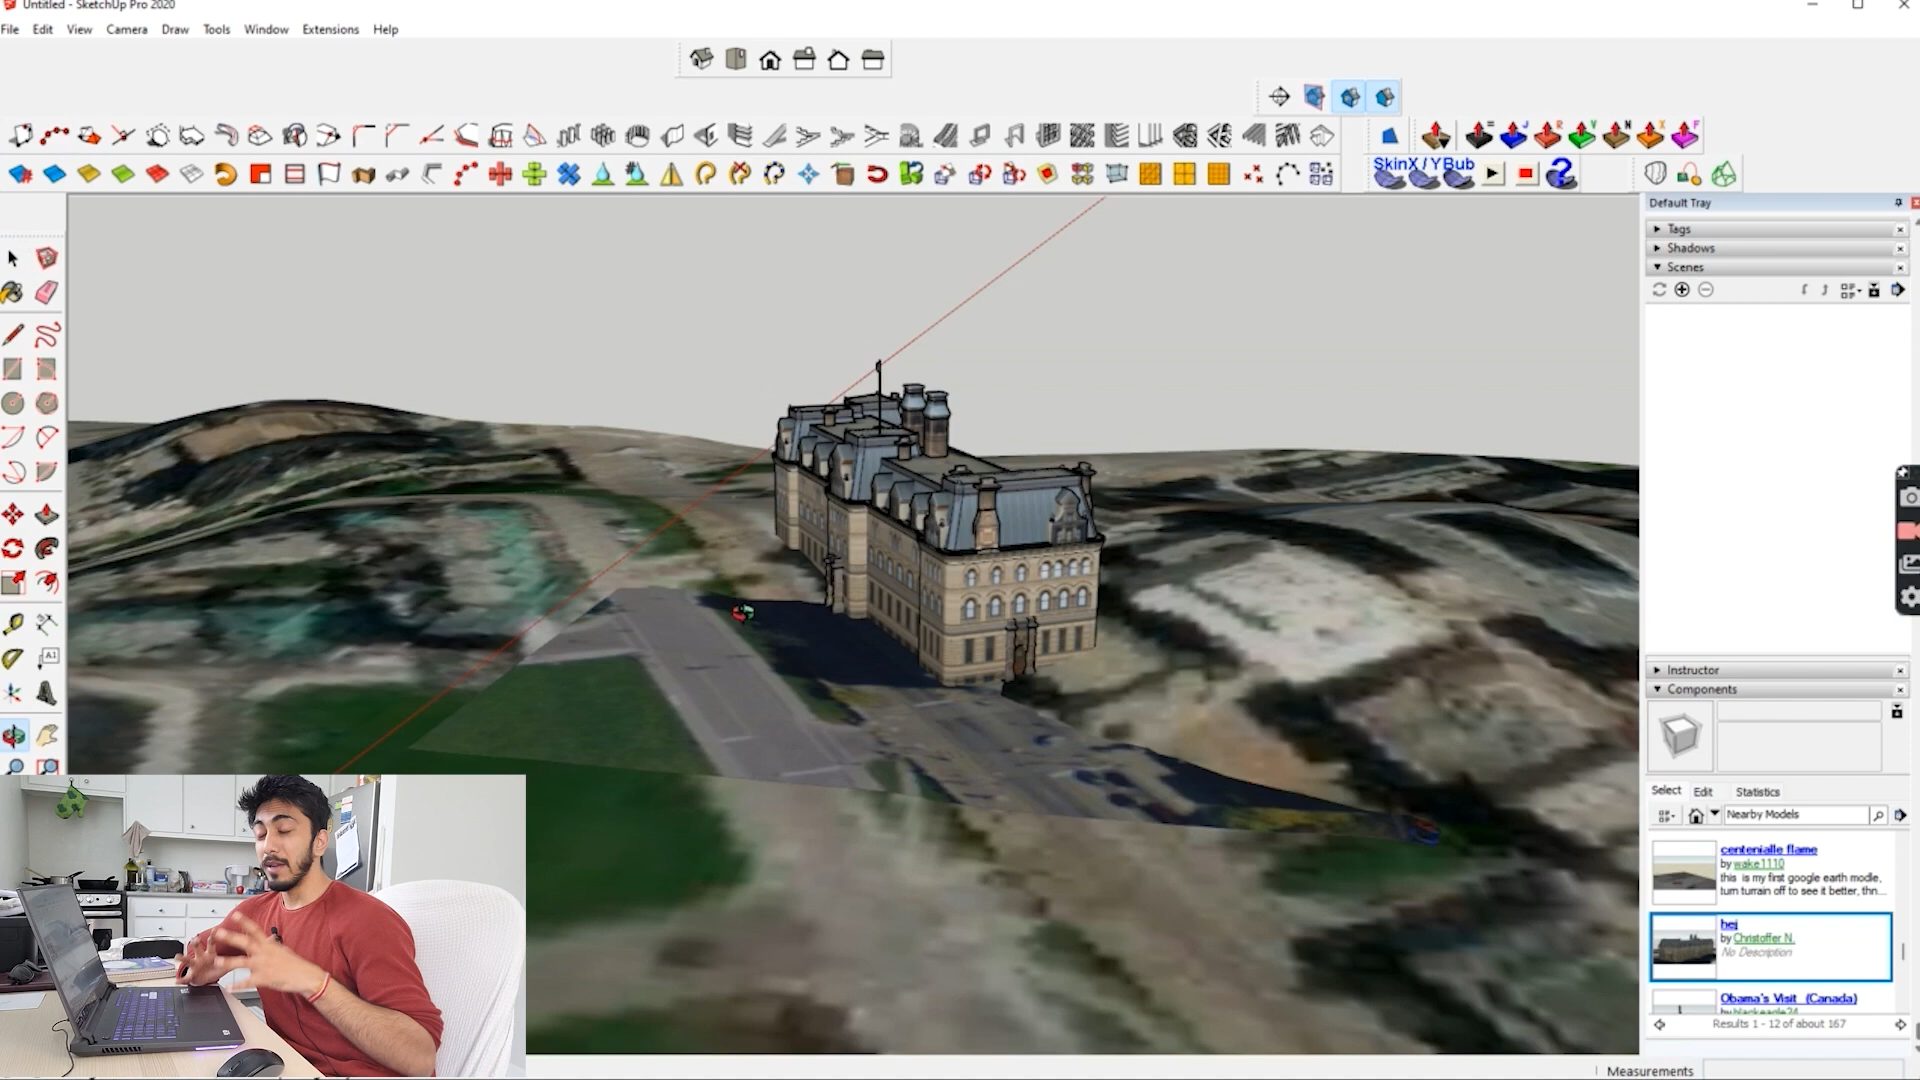 Untitled - SketchUp Pro 2020
File Edit View Camera Draw Tools Window Extensions Help
SkinX / YBub
Default Tray
Tags
Shadows
Scenes
Instructor
Components
Select Edit Statistics
Nearby Models
centenialle flame
by wake1110
this is my first google earth modle,
turn turrain off to see it better, thn...
hej
by Christoffer N.
No Description
Obama's Visit (Canada)
by blackeagle24
Results 1 - 12 of about 167
Measurements